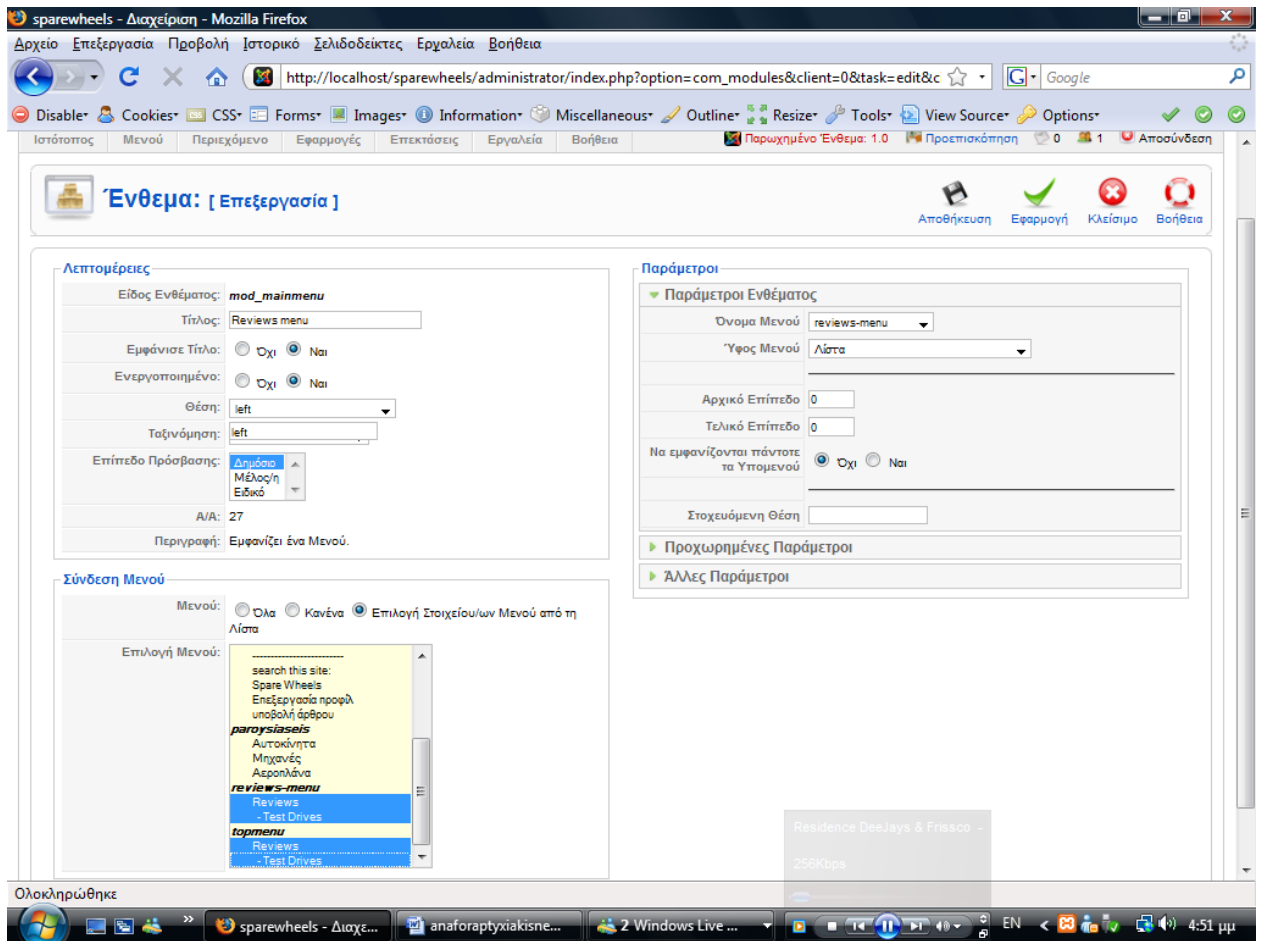 sparewheels - Διαχείριση - Mozilla Firefox
Αρχείο Επεξεργασία Προβολή Ιστορικό Σελιδοδείκτες Εργαλεία Βοήθεια
http://localhost/sparewheels/administrator/index.php?option=com_modules&client=0&task=edit&c
Google
Disable Cookies CSS Forms Images Information Miscellaneous Outline Resize Tools View Source Options
Ιστότοπος Μενού Περιεχόμενο Εφαρμογές Επεκτάσεις Εργαλεία Βοήθεια Παρωχημένο Ένθεμα: 1.0 Προεπισκόπηση 0 1 Αποσύνδεση
Ένθεμα: [ Επεξεργασία ]
Αποθήκευση Εφαρμογή Κλείσιμο Βοήθεια
Λεπτομέρειες
Είδος Ενθέματος: mod_mainmenu
Τίτλος: Reviews menu
Εμφάνισε Τίτλο: Όχι Ναι
Ενεργοποιημένο: Όχι Ναι
Θέση: left
Ταξινόμηση: left
Επίπεδο Πρόσβασης: Δημόσιο
Μέλος/η
Ειδικό
Α/Α: 27
Περιγραφή: Εμφανίζει ένα Μενού.
Σύνδεση Μενού
Μενού: Όλα Κανένα Επιλογή Στοιχείου/ων Μενού από τη
Λίστα
Επιλογή Μενού:
-------------------------
search this site:
Spare Wheels
Επεξεργασία προφίλ
υποβολή άρθρου
paroysiaseis
Αυτοκίνητα
Μηχανές
Αεροπλάνα
reviews-menu
Reviews
- Test Drives
topmenu
Reviews
- Test Drives
Παράμετροι
Παράμετροι Ενθέματος
Όνομα Μενού reviews-menu
Ύφος Μενού Λίστα
Αρχικό Επίπεδο 0
Τελικό Επίπεδο 0
Να εμφανίζονται πάντοτε
τα Υπομενού Όχι Ναι
Στοχευόμενη Θέση
Προχωρημένες Παράμετροι
Άλλες Παράμετροι
Residence DeeJays & Frissco -
256Kbps
Ολοκληρώθηκε
sparewheels - Διαχε... anaforaptyxiakisne... 2 Windows Live ... EN 4:51 μμ